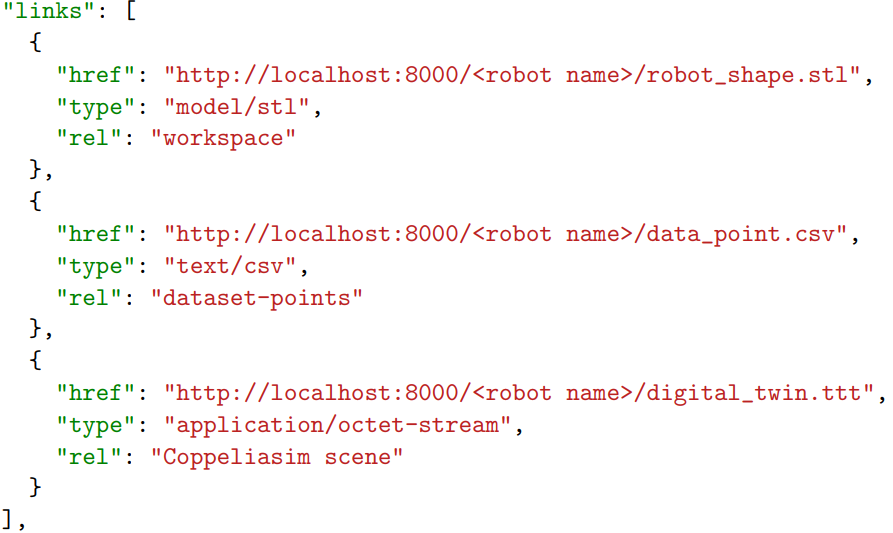 "links": [
  {
    "href": "http://localhost:8000/<robot name>/robot_shape.stl",
    "type": "model/stl",
    "rel": "workspace"
  },
  {
    "href": "http://localhost:8000/<robot name>/data_point.csv",
    "type": "text/csv",
    "rel": "dataset-points"
  },
  {
    "href": "http://localhost:8000/<robot name>/digital_twin.ttt",
    "type": "application/octet-stream",
    "rel": "Coppeliasim scene"
  }
],